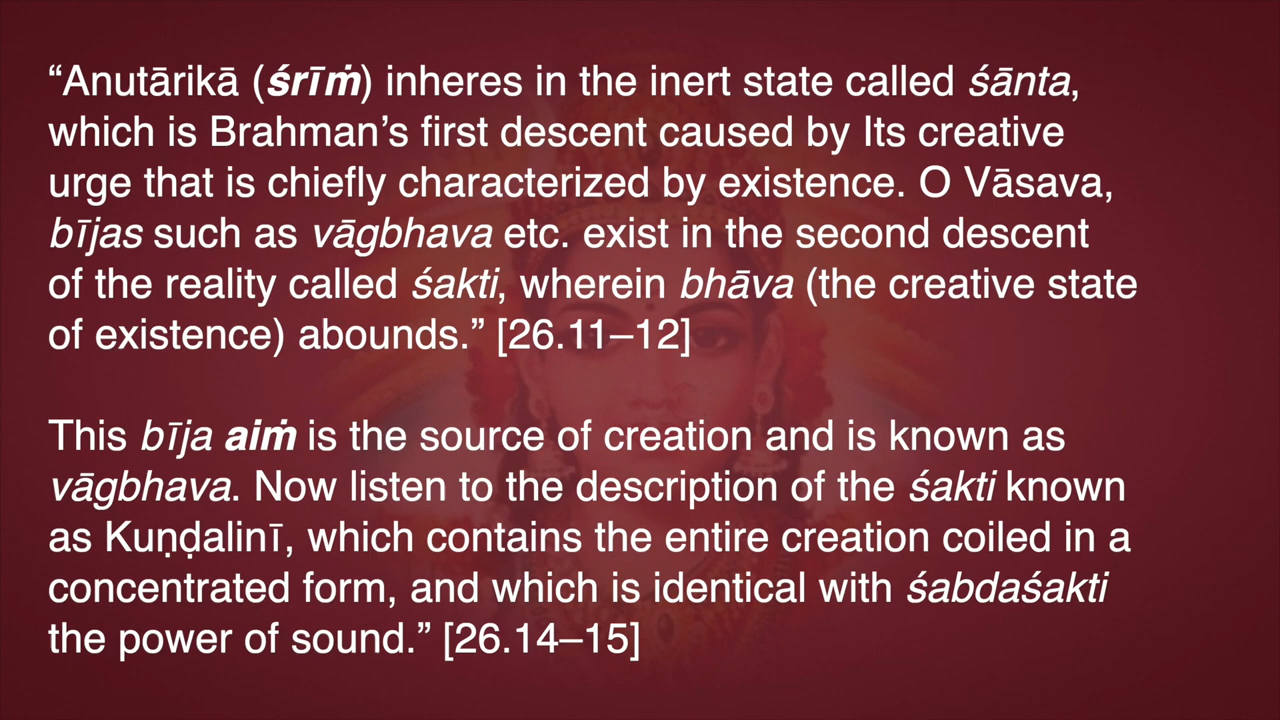 “Anutārikā (śrīṁ) inheres in the inert state called śānta,
which is Brahman’s first descent caused by Its creative
urge that is chiefly characterized by existence. O Vāsava,
bījas such as vāgbhava etc. exist in the second descent
of the reality called śakti, wherein bhāva (the creative state
of existence) abounds.” [26.11–12]
This bīja aiṁ is the source of creation and is known as
vāgbhava. Now listen to the description of the śakti known
as Kuṇḍalinī, which contains the entire creation coiled in a
concentrated form, and which is identical with śabdaśakti
the power of sound.” [26.14–15]